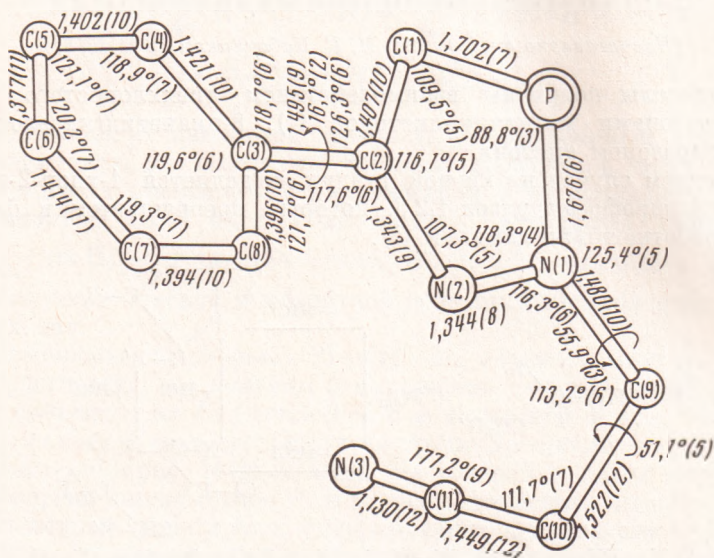 C(5)
1,402(10)
C(4)
1,377(11)
121,1°(7)
118,9°(7)
1,421(10)
C(6)
120,2°(7)
1,414(11)
119,3°(7)
C(7)
1,394(10)
C(8)
119,6°(6)
C(3)
118,7°(6)
1,396(10)
121,7°(6)
1,495(9)
16,1°(2)
126,3°(6)
117,6°(6)
C(1)
1,702(7)
P
109,5°(5)
88,8°(3)
1,407(10)
C(2)
116,1°(5)
1,676(6)
1,343(9)
107,3°(5)
118,3°(4)
N(1)
125,4°(5)
N(2)
1,344(8)
116,3°(6)
1,480(10)
55,9°(3)
113,2°(6)
C(9)
51,1°(5)
N(3)
177,2°(9)
1,130(12)
C(11)
111,7°(7)
1,522(12)
1,449(12)
C(10)